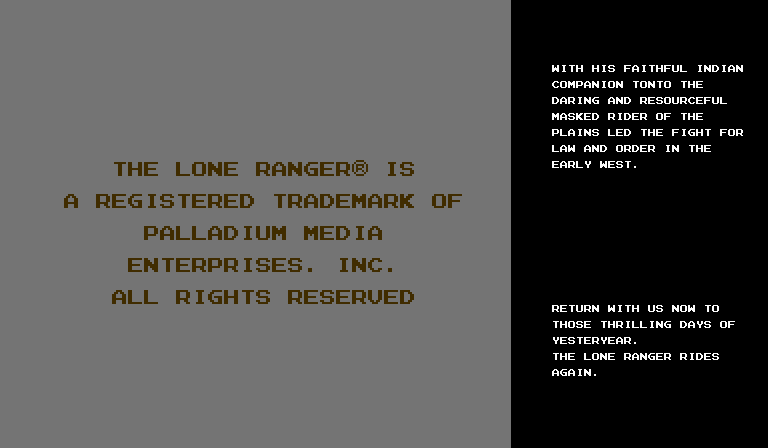 THE LONE RANGER® IS
A REGISTERED TRADEMARK OF
PALLADIUM MEDIA
ENTERPRISES. INC.
ALL RIGHTS RESERVED
WITH HIS FAITHFUL INDIAN
COMPANION TONTO THE
DARING AND RESOURCEFUL
MASKED RIDER OF THE
PLAINS LED THE FIGHT FOR
LAW AND ORDER IN THE
EARLY WEST.
RETURN WITH US NOW TO
THOSE THRILLING DAYS OF
YESTERYEAR.
THE LONE RANGER RIDES
AGAIN.